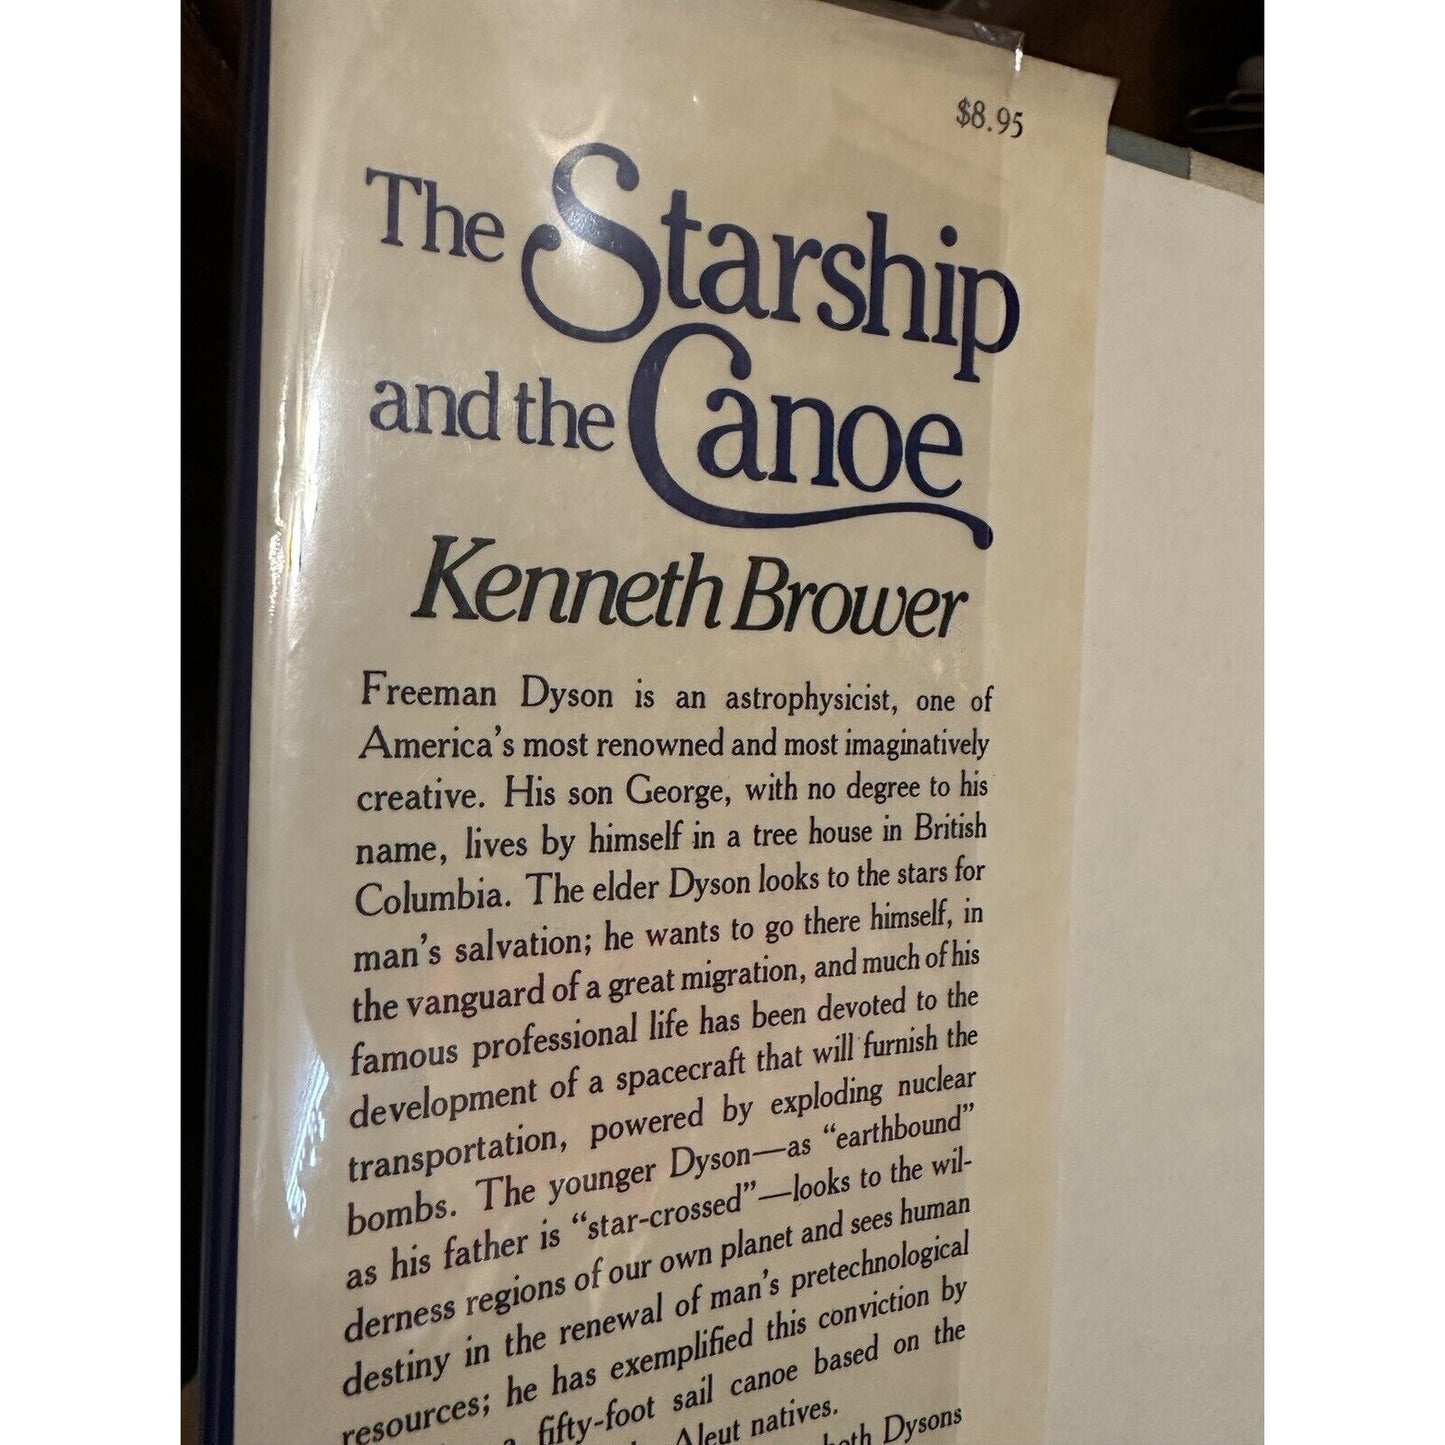 $8.95
The Starship
and the Canoe
Kenneth Brower
Freeman Dyson is an astrophysicist, one of
America's most renowned and most imaginatively
creative. His son George, with no degree to his
name, lives by himself in a tree house in British
Columbia. The elder Dyson looks to the stars for
man's salvation; he wants to go there himself, in
the vanguard of a great migration, and much of his
famous professional life has been devoted to the
development of a spacecraft that will furnish the
transportation, powered by exploding nuclear
bombs. The younger Dyson—as "earthbound"
as his father is "star-crossed"—looks to the wil-
derness regions of our own planet and sees human
destiny in the renewal of man's pretechnological
resources; he has exemplified this conviction by
a fifty-foot sail canoe based on the
Aleut natives.
both Dysons